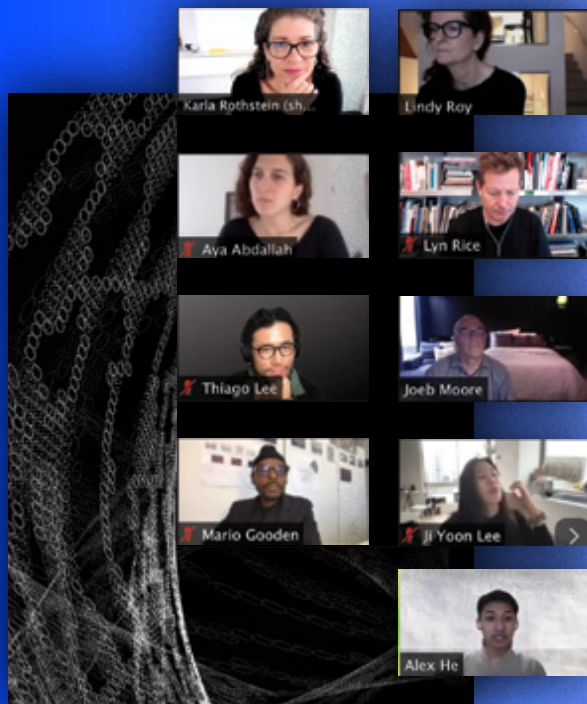 Karla Rothstein (sh...
Lindy Roy
Aya Abdallah
Lyn Rice
Thiago Lee
Joeb Moore
Mario Gooden
Ji Yoon Lee
Alex He